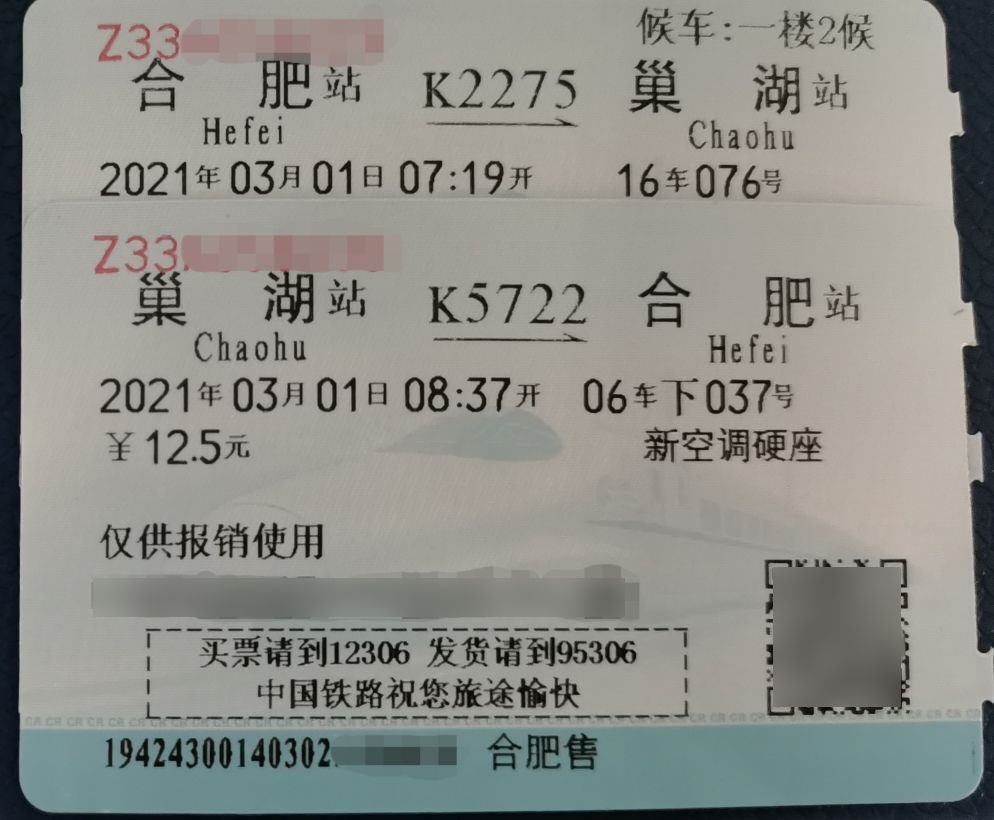 Z33
候车:一楼2候
合 肥站 K2275 巢 湖站
Hefei Chaohu
2021年03月01日07:19开 16车076号
Z33
巢 湖站 K5722 合 肥站
Chaohu Hefei
2021年03月01日08:37开 06车下037号
¥12.5元 新空调硬座
仅供报销使用
买票请到12306 发货请到95306
中国铁路祝您旅途愉快
19424300140302 合肥售